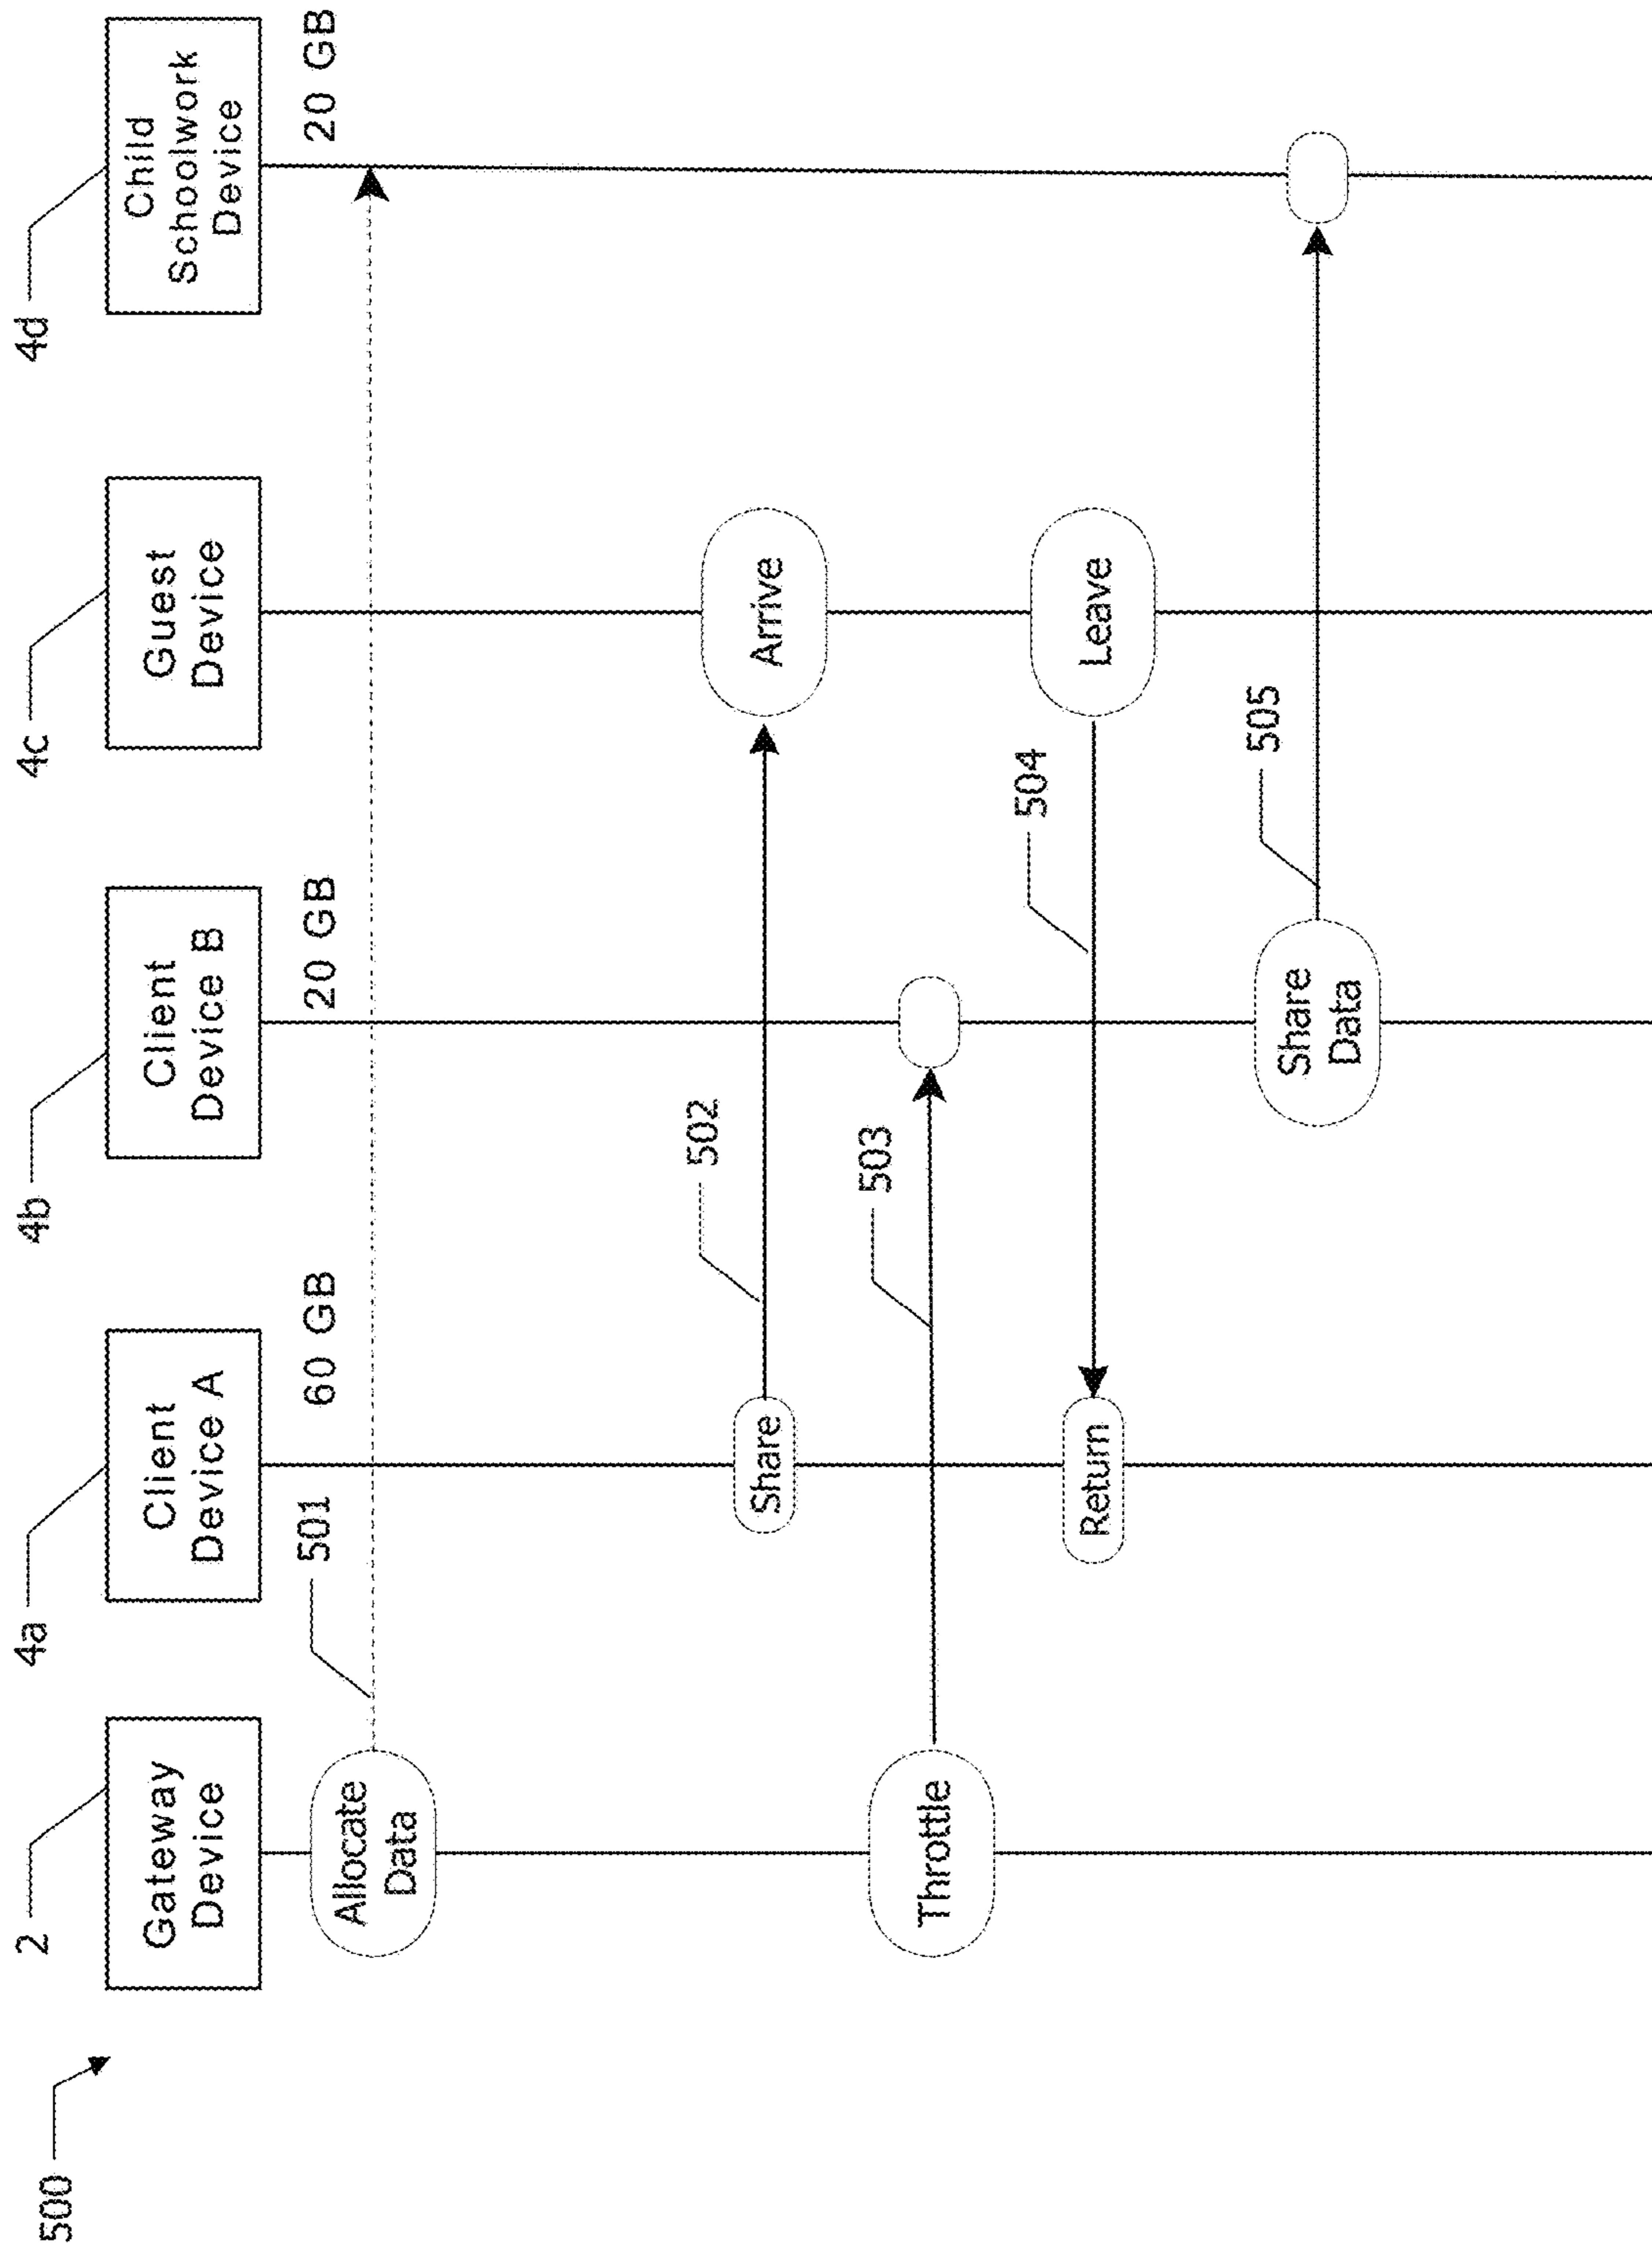 500
2
4a
4b
4c
4d
Gateway
Device
Client
Device A
Client
Device B
Guest
Device
Child
Schoolwork
Device
60 GB
20 GB
20 GB
501
Allocate
Data
502
Share
Arrive
503
Throttle
504
Return
Leave
505
Share
Data